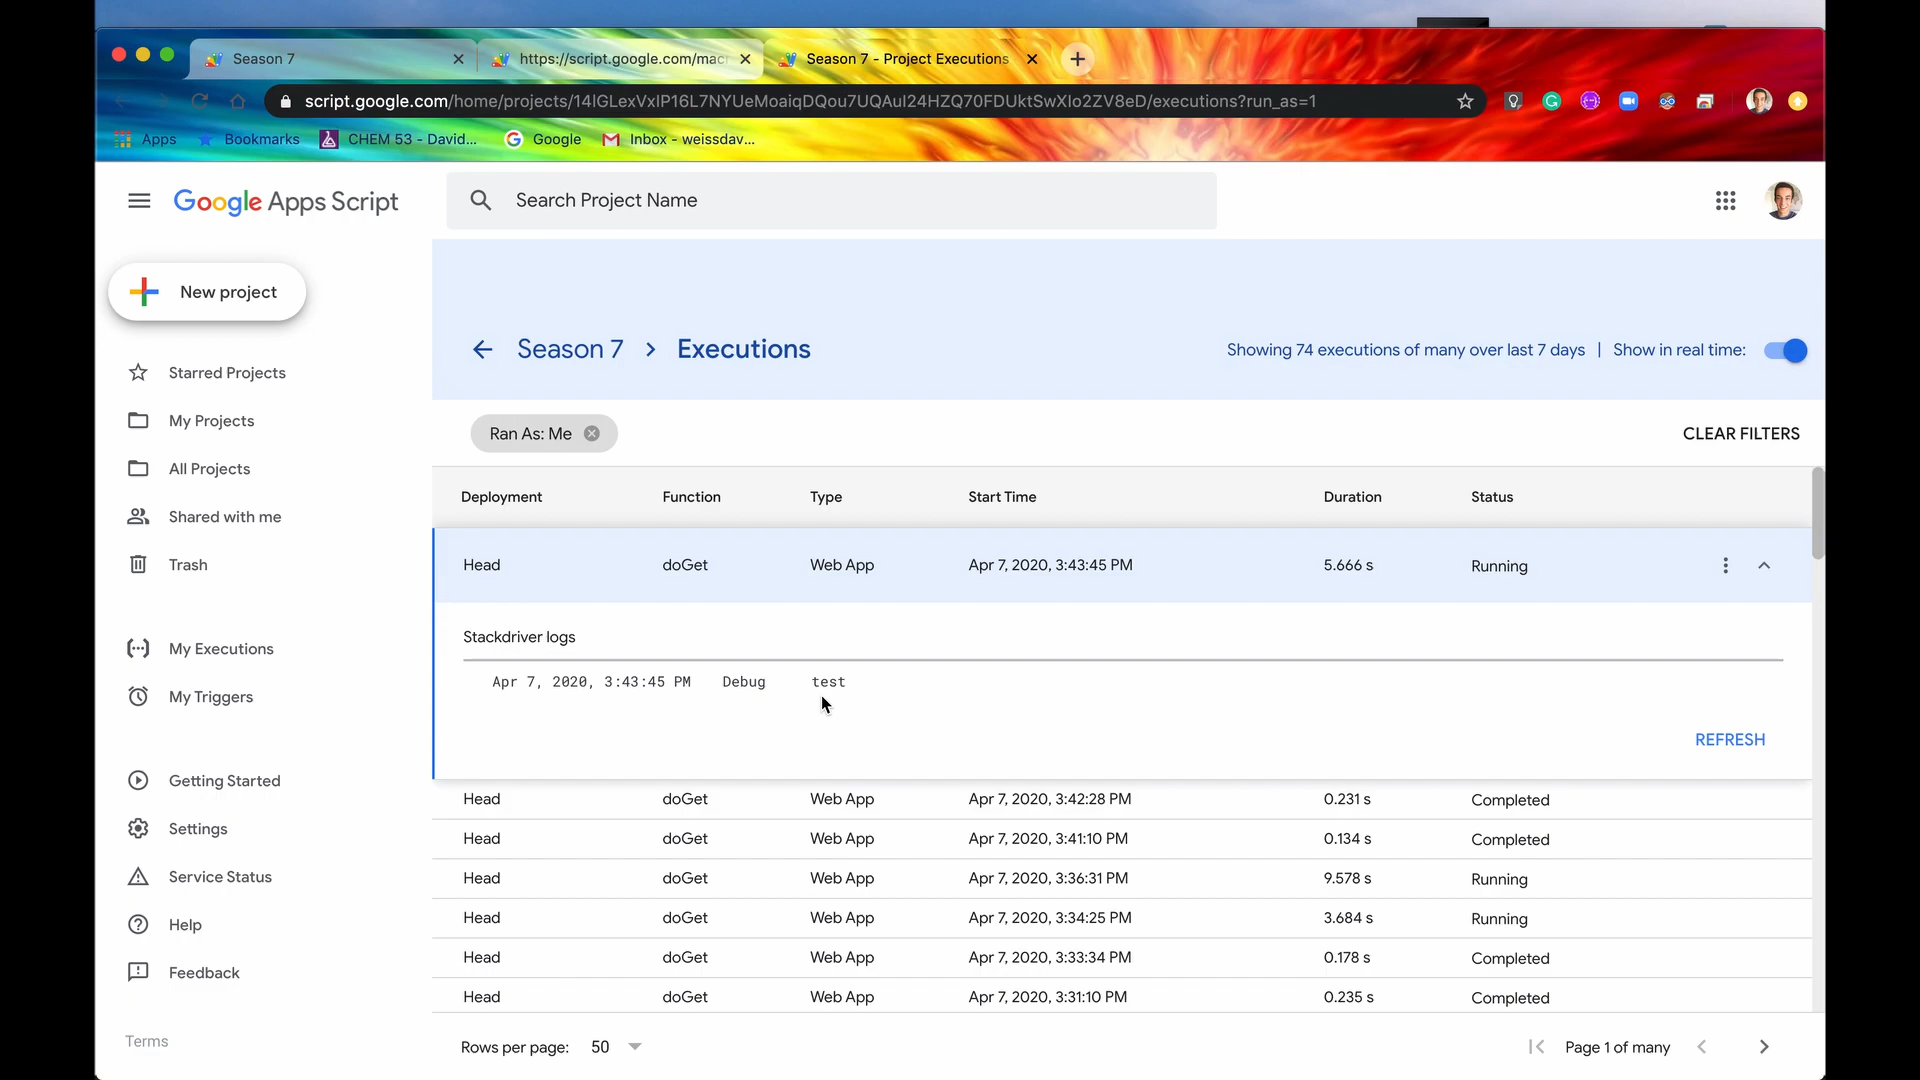 Season 7
https://script.google.com/macr
Season 7 - Project Executions
script.google.com/home/projects/14lGLexVxlP16L7NYUeMoaiqDQou7UQAul24HZQ70FDUktSwXlo2ZV8eD/executions?run_as=1
Apps
Bookmarks
CHEM 53 - David...
Google
Inbox - weissdav...
Google Apps Script
Search Project Name
New project
Season 7 > Executions
Showing 74 executions of many over last 7 days | Show in real time:
Starred Projects
My Projects
All Projects
Shared with me
Trash
My Executions
My Triggers
Getting Started
Settings
Service Status
Help
Feedback
Terms
Ran As: Me
CLEAR FILTERS
Deployment Function Type Start Time Duration Status
Head doGet Web App Apr 7, 2020, 3:43:45 PM 5.666 s Running
Stackdriver logs
Apr 7, 2020, 3:43:45 PM Debug test
REFRESH
Head doGet Web App Apr 7, 2020, 3:42:28 PM 0.231 s Completed
Head doGet Web App Apr 7, 2020, 3:41:10 PM 0.134 s Completed
Head doGet Web App Apr 7, 2020, 3:36:31 PM 9.578 s Running
Head doGet Web App Apr 7, 2020, 3:34:25 PM 3.684 s Running
Head doGet Web App Apr 7, 2020, 3:33:34 PM 0.178 s Completed
Head doGet Web App Apr 7, 2020, 3:31:10 PM 0.235 s Completed
Rows per page: 50
Page 1 of many